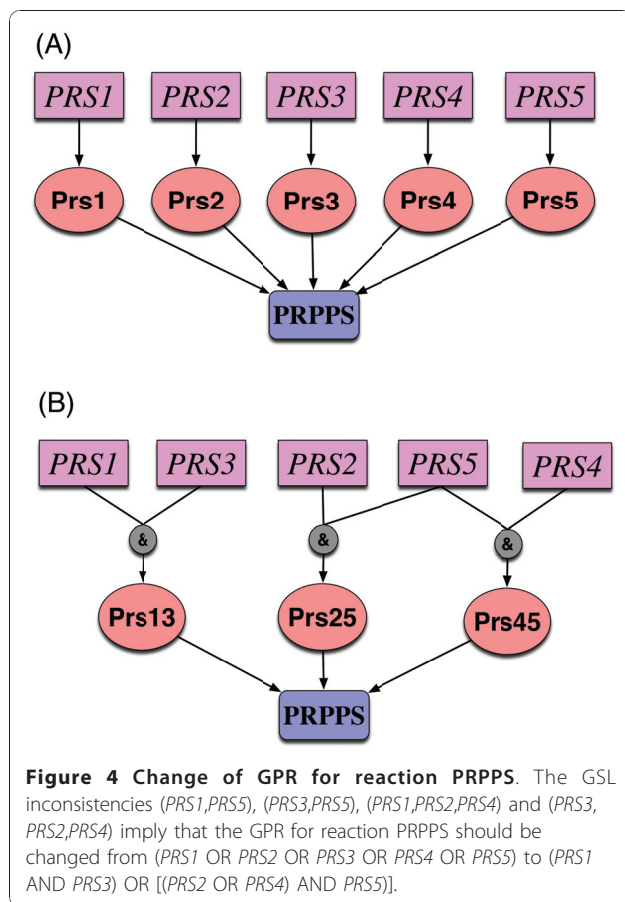 (A)
PRS1 PRS2 PRS3 PRS4 PRS5
Prs1 Prs2 Prs3 Prs4 Prs5
PRPPS
(B)
PRS1 PRS3 PRS2 PRS5 PRS4
& & &
Prs13 Prs25 Prs45
PRPPS
Figure 4 Change of GPR for reaction PRPPS. The GSL
inconsistencies (PRS1,PRS5), (PRS3,PRS5), (PRS1,PRS2,PRS4) and (PRS3,
PRS2,PRS4) imply that the GPR for reaction PRPPS should be
changed from (PRS1 OR PRS2 OR PRS3 OR PRS4 OR PRS5) to (PRS1
AND PRS3) OR [(PRS2 OR PRS4) AND PRS5)].